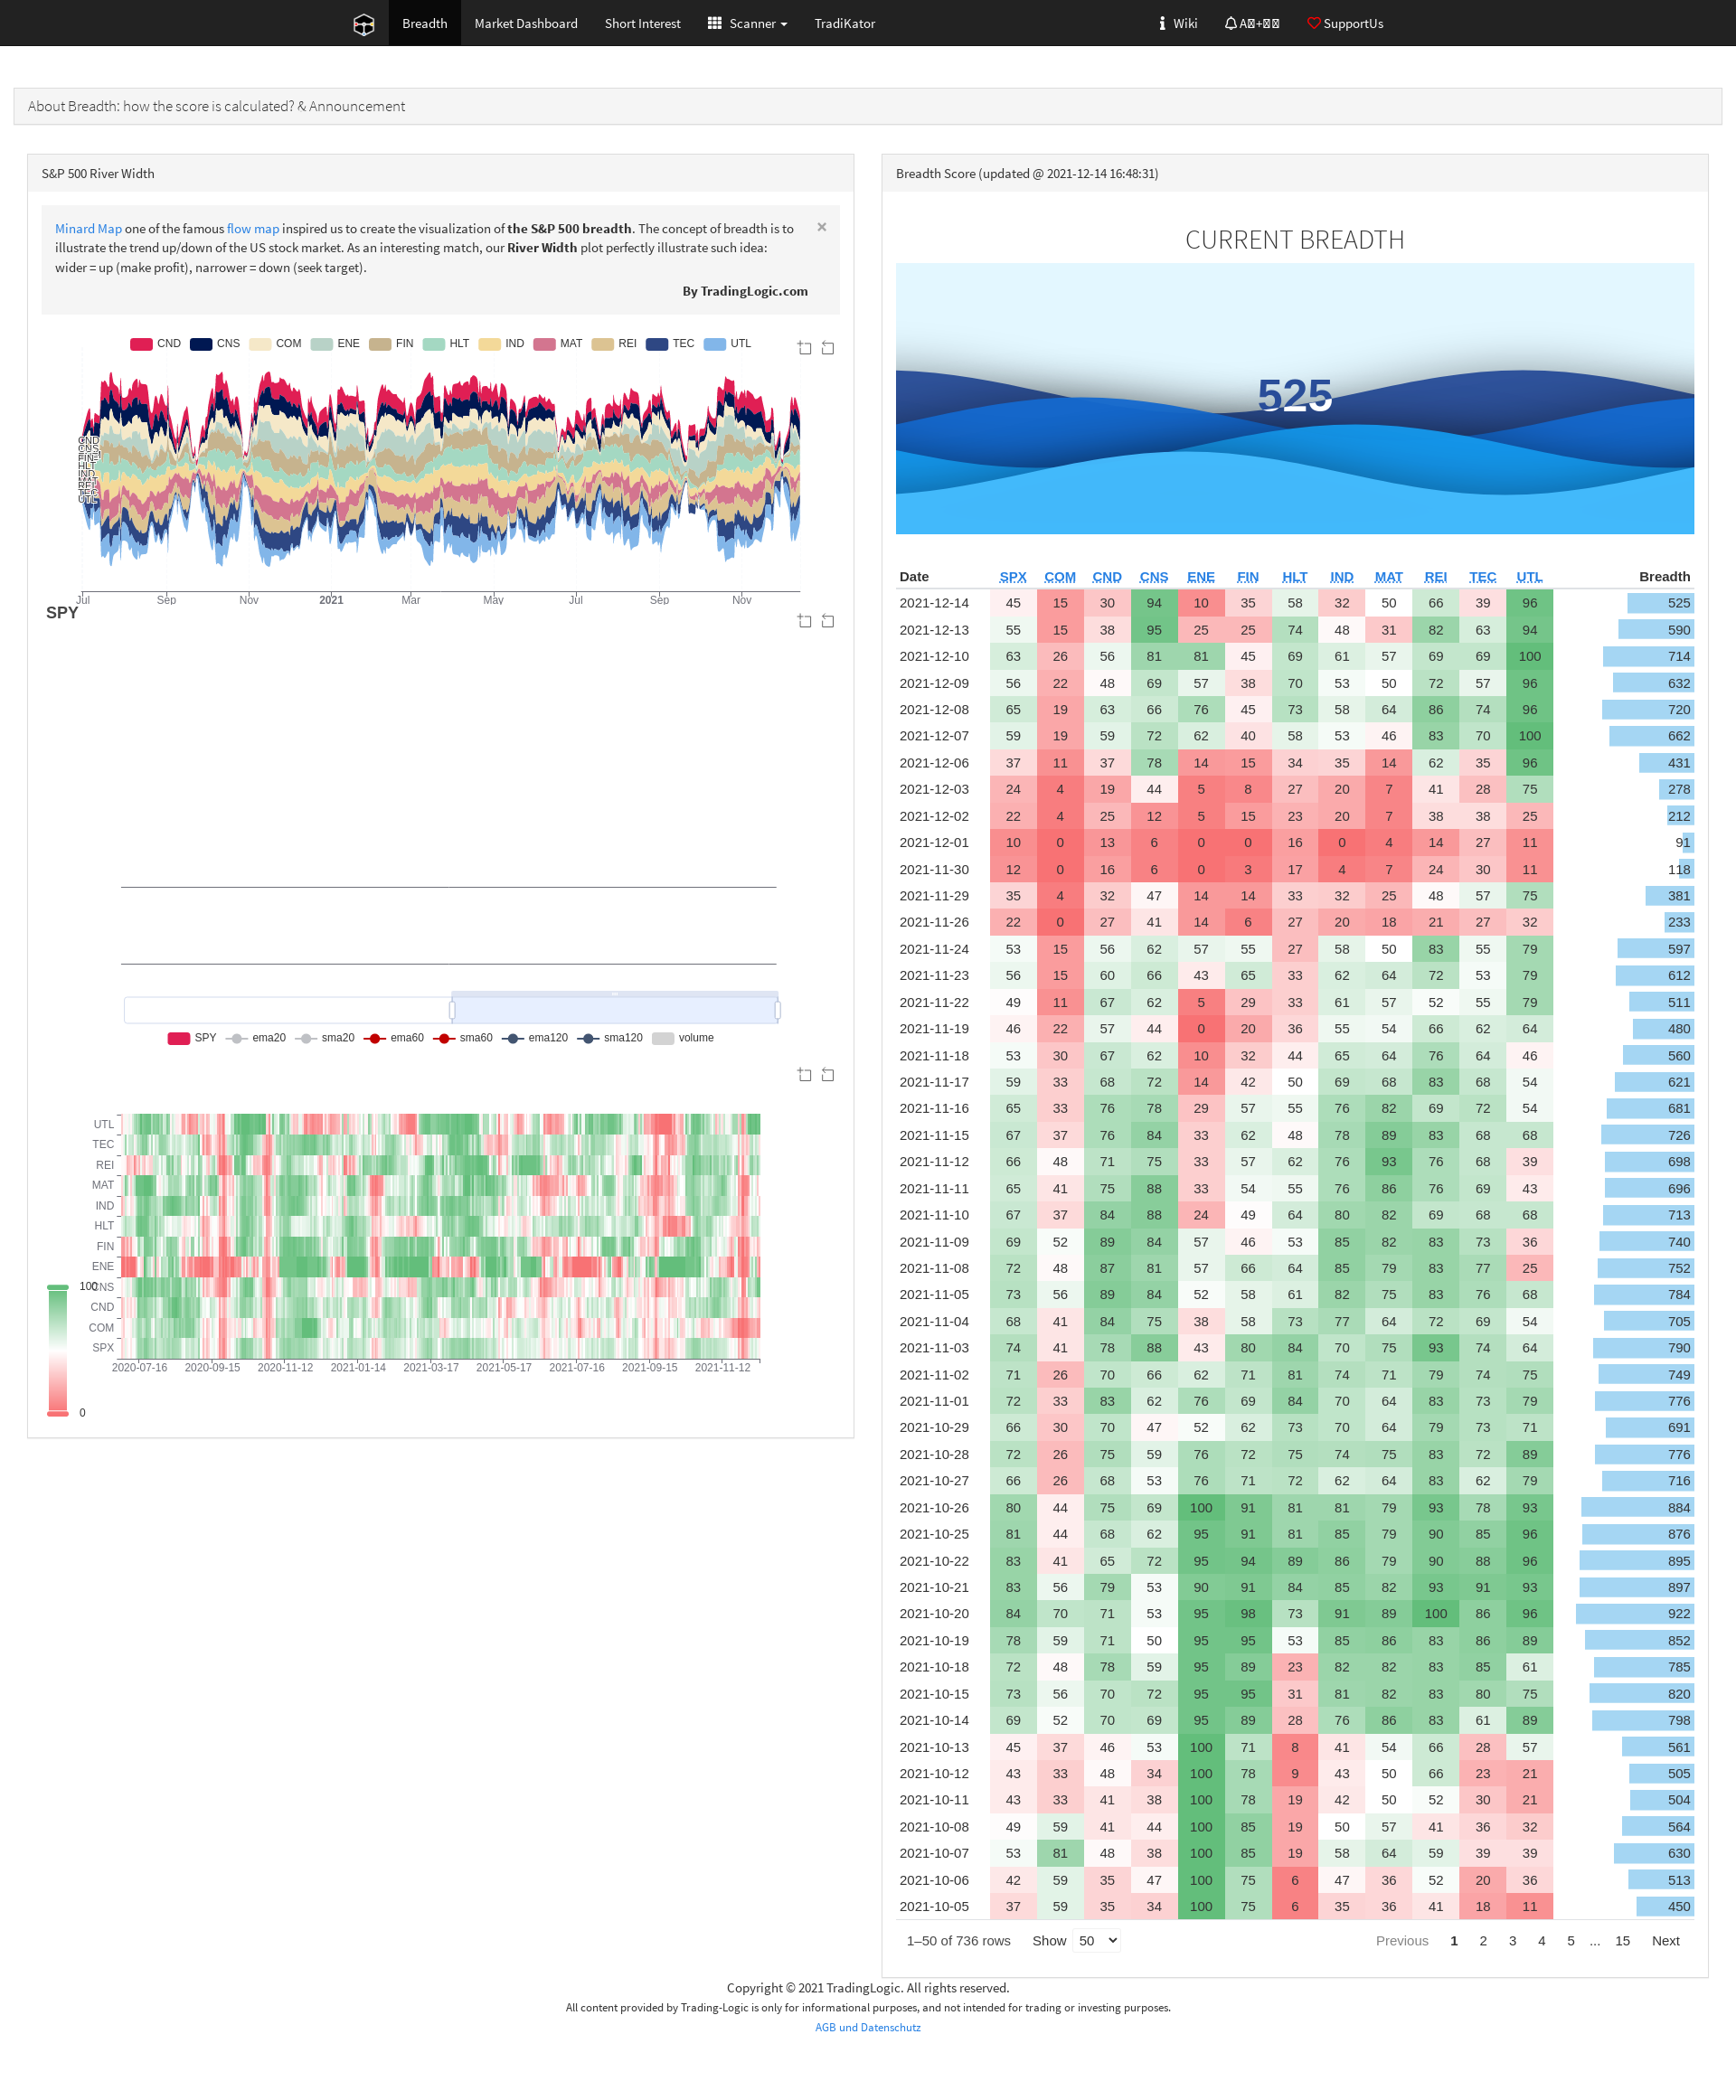 Breadth Market Dashboard Short Interest Scanner TradiKator Wiki SupportUs
About Breadth: how the score is calculated? & Announcement
S&P 500 River Width
Minard Map one of the famous flow map inspired us to create the visualization of the S&P 500 breadth. The concept of breadth is to
illustrate the trend up/down of the US stock market. As an interesting match, our River Width plot perfectly illustrate such idea:
wider = up (make profit), narrower = down (seek target).
×
By TradingLogic.com
CND CNS COM ENE FIN HLT IND MAT REI TEC UTL
Jul Sep Nov 2021 Mar May Jul Sep Nov
SPY
SPY ema20 sma20 ema60 sma60 ema120 sma120 volume
UTL
TEC
REI
MAT
IND
HLT
FIN
ENE
CNS
CND
COM
SPX
100
0
2020-07-16 2020-09-15 2020-11-12 2021-01-14 2021-03-17 2021-05-17 2021-07-16 2021-09-15 2021-11-12
Breadth Score (updated @ 2021-12-14 16:48:31)
CURRENT BREADTH
525
Date SPX COM CND CNS ENE FIN HLT IND MAT REI TEC UTL Breadth
2021-12-14 45 15 30 94 10 35 58 32 50 66 39 96 525
2021-12-13 55 15 38 95 25 25 74 48 31 82 63 94 590
2021-12-10 63 26 56 81 81 45 69 61 57 69 69 100 714
2021-12-09 56 22 48 69 57 38 70 53 50 72 57 96 632
2021-12-08 65 19 63 66 76 45 73 58 64 86 74 96 720
2021-12-07 59 19 59 72 62 40 58 53 46 83 70 100 662
2021-12-06 37 11 37 78 14 15 34 35 14 62 35 96 431
2021-12-03 24 4 19 44 5 8 27 20 7 41 28 75 278
2021-12-02 22 4 25 12 5 15 23 20 7 38 38 25 212
2021-12-01 10 0 13 6 0 0 16 0 4 14 27 11 91
2021-11-30 12 0 16 6 0 3 17 4 7 24 30 11 118
2021-11-29 35 4 32 47 14 14 33 32 25 48 57 75 381
2021-11-26 22 0 27 41 14 6 27 20 18 21 27 32 233
2021-11-24 53 15 56 62 57 55 27 58 50 83 55 79 597
2021-11-23 56 15 60 66 43 65 33 62 64 72 53 79 612
2021-11-22 49 11 67 62 5 29 33 61 57 52 55 79 511
2021-11-19 46 22 57 44 0 20 36 55 54 66 62 64 480
2021-11-18 53 30 67 62 10 32 44 65 64 76 64 46 560
2021-11-17 59 33 68 72 14 42 50 69 68 83 68 54 621
2021-11-16 65 33 76 78 29 57 55 76 82 69 72 54 681
2021-11-15 67 37 76 84 33 62 48 78 89 83 68 68 726
2021-11-12 66 48 71 75 33 57 62 76 93 76 68 39 698
2021-11-11 65 41 75 88 33 54 55 76 86 76 69 43 696
2021-11-10 67 37 84 88 24 49 64 80 82 69 68 68 713
2021-11-09 69 52 89 84 57 46 53 85 82 83 73 36 740
2021-11-08 72 48 87 81 57 66 64 85 79 83 77 25 752
2021-11-05 73 56 89 84 52 58 61 82 75 83 76 68 784
2021-11-04 68 41 84 75 38 58 73 77 64 72 69 54 705
2021-11-03 74 41 78 88 43 80 84 70 75 93 74 64 790
2021-11-02 71 26 70 66 62 71 81 74 71 79 74 75 749
2021-11-01 72 33 83 62 76 69 84 70 64 83 73 79 776
2021-10-29 66 30 70 47 52 62 73 70 64 79 73 71 691
2021-10-28 72 26 75 59 76 72 75 74 75 83 72 89 776
2021-10-27 66 26 68 53 76 71 72 62 64 83 62 79 716
2021-10-26 80 44 75 69 100 91 81 81 79 93 78 93 884
2021-10-25 81 44 68 62 95 91 81 85 79 90 85 96 876
2021-10-22 83 41 65 72 95 94 89 86 79 90 88 96 895
2021-10-21 83 56 79 53 90 91 84 85 82 93 91 93 897
2021-10-20 84 70 71 53 95 98 73 91 89 100 86 96 922
2021-10-19 78 59 71 50 95 95 53 85 86 83 86 89 852
2021-10-18 72 48 78 59 95 89 23 82 82 83 85 61 785
2021-10-15 73 56 70 72 95 95 31 81 82 83 80 75 820
2021-10-14 69 52 70 69 95 89 28 76 86 83 61 89 798
2021-10-13 45 37 46 53 100 71 8 41 54 66 28 57 561
2021-10-12 43 33 48 34 100 78 9 43 50 66 23 21 505
2021-10-11 43 33 41 38 100 78 19 42 50 52 30 21 504
2021-10-08 49 59 41 44 100 85 19 50 57 41 36 32 564
2021-10-07 53 81 48 38 100 85 19 58 64 59 39 39 630
2021-10-06 42 59 35 47 100 75 6 47 36 52 20 36 513
2021-10-05 37 59 35 34 100 75 6 35 36 41 18 11 450
1–50 of 736 rows Show 50 Previous 1 2 3 4 5 ... 15 Next
Copyright © 2021 TradingLogic. All rights reserved.
All content provided by Trading-Logic is only for informational purposes, and not intended for trading or investing purposes.
AGB und Datenschutz